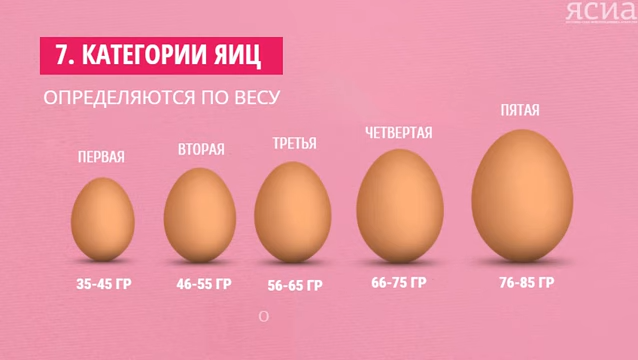 ЯСИА
7. КАТЕГОРИИ ЯИЦ
ОПРЕДЕЛЯЮТСЯ ПО ВЕСУ
ПЕРВАЯ
ВТОРАЯ
ТРЕТЬЯ
ЧЕТВЕРТАЯ
ПЯТАЯ
35-45 ГР
46-55 ГР
56-65 ГР
66-75 ГР
76-85 ГР
О